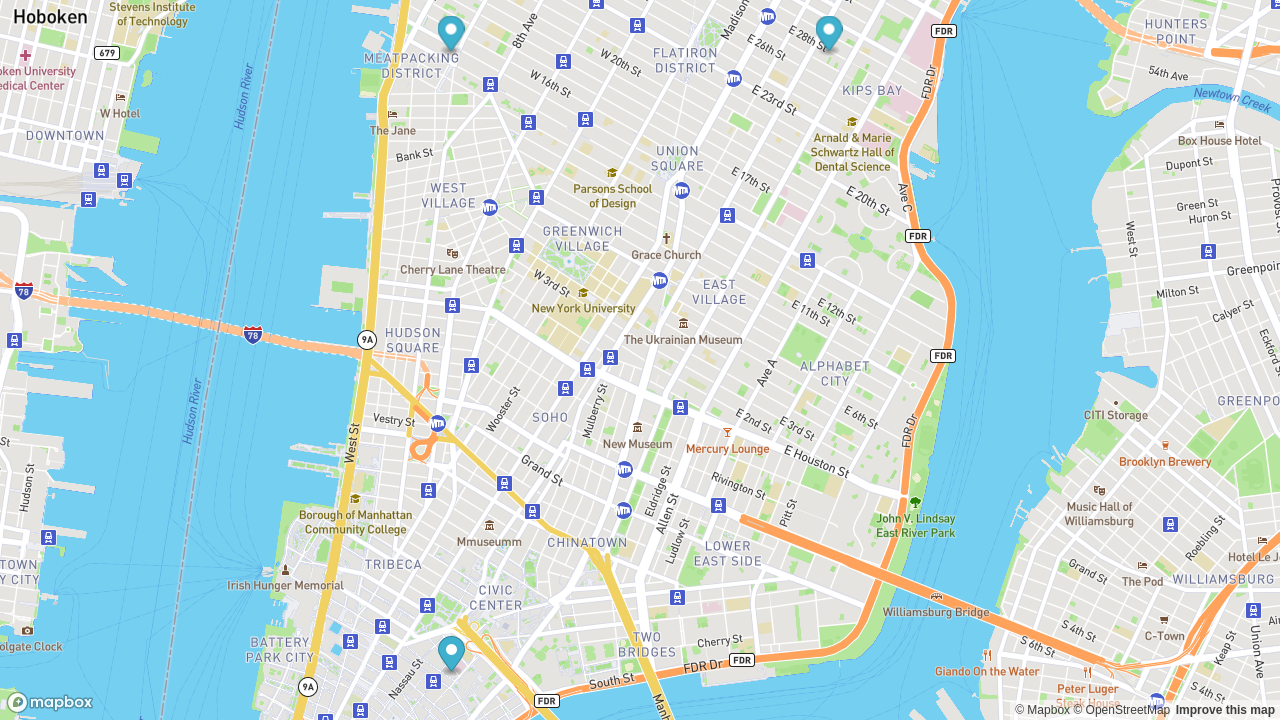 Hoboken
Stevens Institute
of Technology
679
oken University
edical Center
W Hotel
DOWNTOWN
Hudson River
MEATPACKING
DISTRICT
The Jane
Bank St
WEST
VILLAGE
Cherry Lane Theatre
8th Ave
W 16th St
W 20th St
FLATIRON
DISTRICT
Madison
E 26th St
E 28th St
E 23rd St
KIPS BAY
FDR
FDR Dr
Arnald & Marie
Schwartz Hall of
Dental Science
UNION
SQUARE
Parsons School
of Design
E 17th St
E 20th St
Ave C
FDR
GREENWICH
VILLAGE
Grace Church
W 3rd St
New York University
EAST
VILLAGE
E 12th St
E 11th St
The Ukrainian Museum
FDR
HUNTERS
POINT
54th Ave
Newtown Creek
Box House Hotel
Dupont St
Provost St
Green St
Huron St
West St
Greenpoin
Milton St
Calyer St
Eckford S
GREENPO
CITI Storage
Brooklyn Brewery
Music Hall of
Williamsburg
Roebling St
Hotel Le J
Grand St
The Pod
WILLIAMSBURG
78
78
9A
HUDSON
SQUARE
Hudson River
Vestry St
West St
Wooster St
SOHO
Mulberry St
Ave A
ALPHABET
CITY
E 6th St
E 3rd St
E 2nd St
New Museum
Mercury Lounge
E Houston St
FDR Dr
Grand St
Eldridge St
Allen St
Rivington St
Pitt St
Ludlow St
John V. Lindsay
East River Park
St
Hudson St
Borough of Manhattan
Community College
Mmuseumm
CHINATOWN
LOWER
EAST SIDE
TRIBECA
Irish Hunger Memorial
CIVIC
CENTER
Williamsburg Bridge
TOWN
Y CITY
olgate Clock
BATTERY
PARK CITY
9A
Nassau St
TWO
BRIDGES
Cherry St
FDR Dr
FDR
South St
FDR
Man
S 4th St
S 6th St
C-Town
Keap St
Union Ave
Ai
Giando On the Water
Peter Luger
Steak House
S 4th St
mapbox
© Mapbox © OpenStreetMap Improve this map